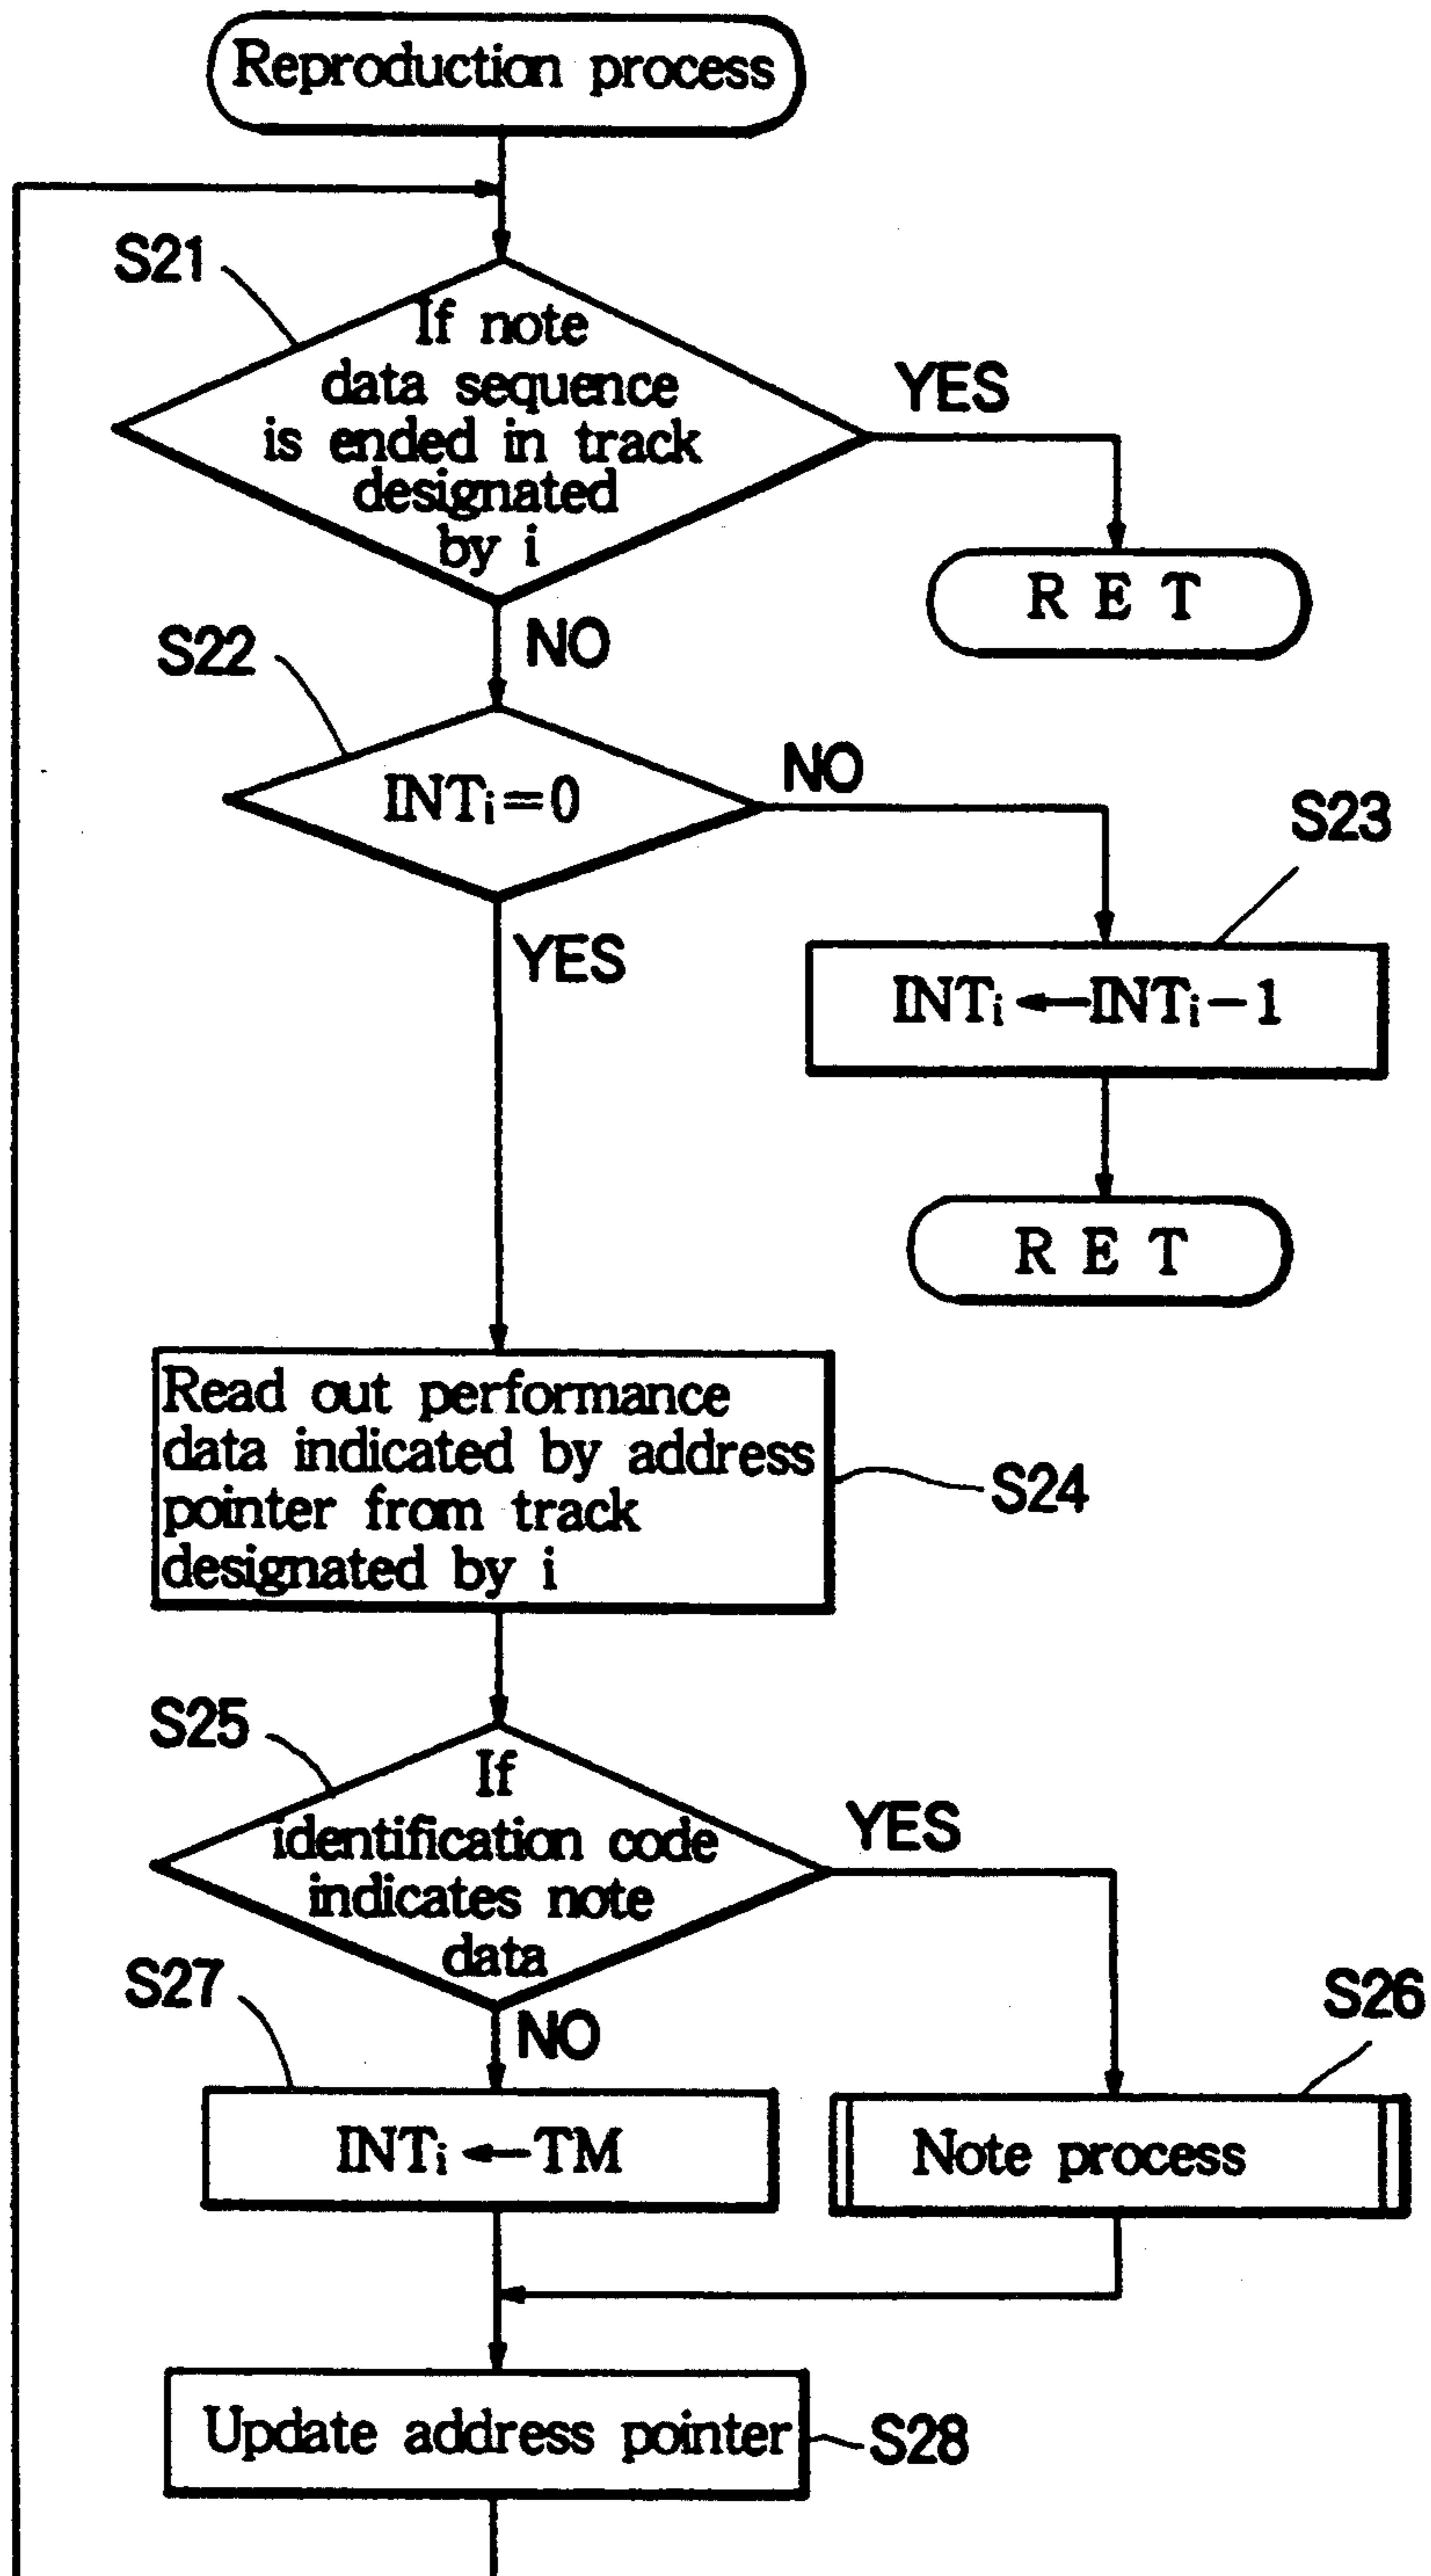 Reproduction process
S21
If note
data sequence
is ended in track
designated
by i
YES
RET
NO
S22
INTi=0
NO
S23
YES
INTi←INTi-1
RET
Read out performance
data indicated by address
pointer from track
designated by i
S24
S25
If
identification code
indicates note
data
YES
S27
NO
S26
INTi←TM
Note process
Update address pointer
S28